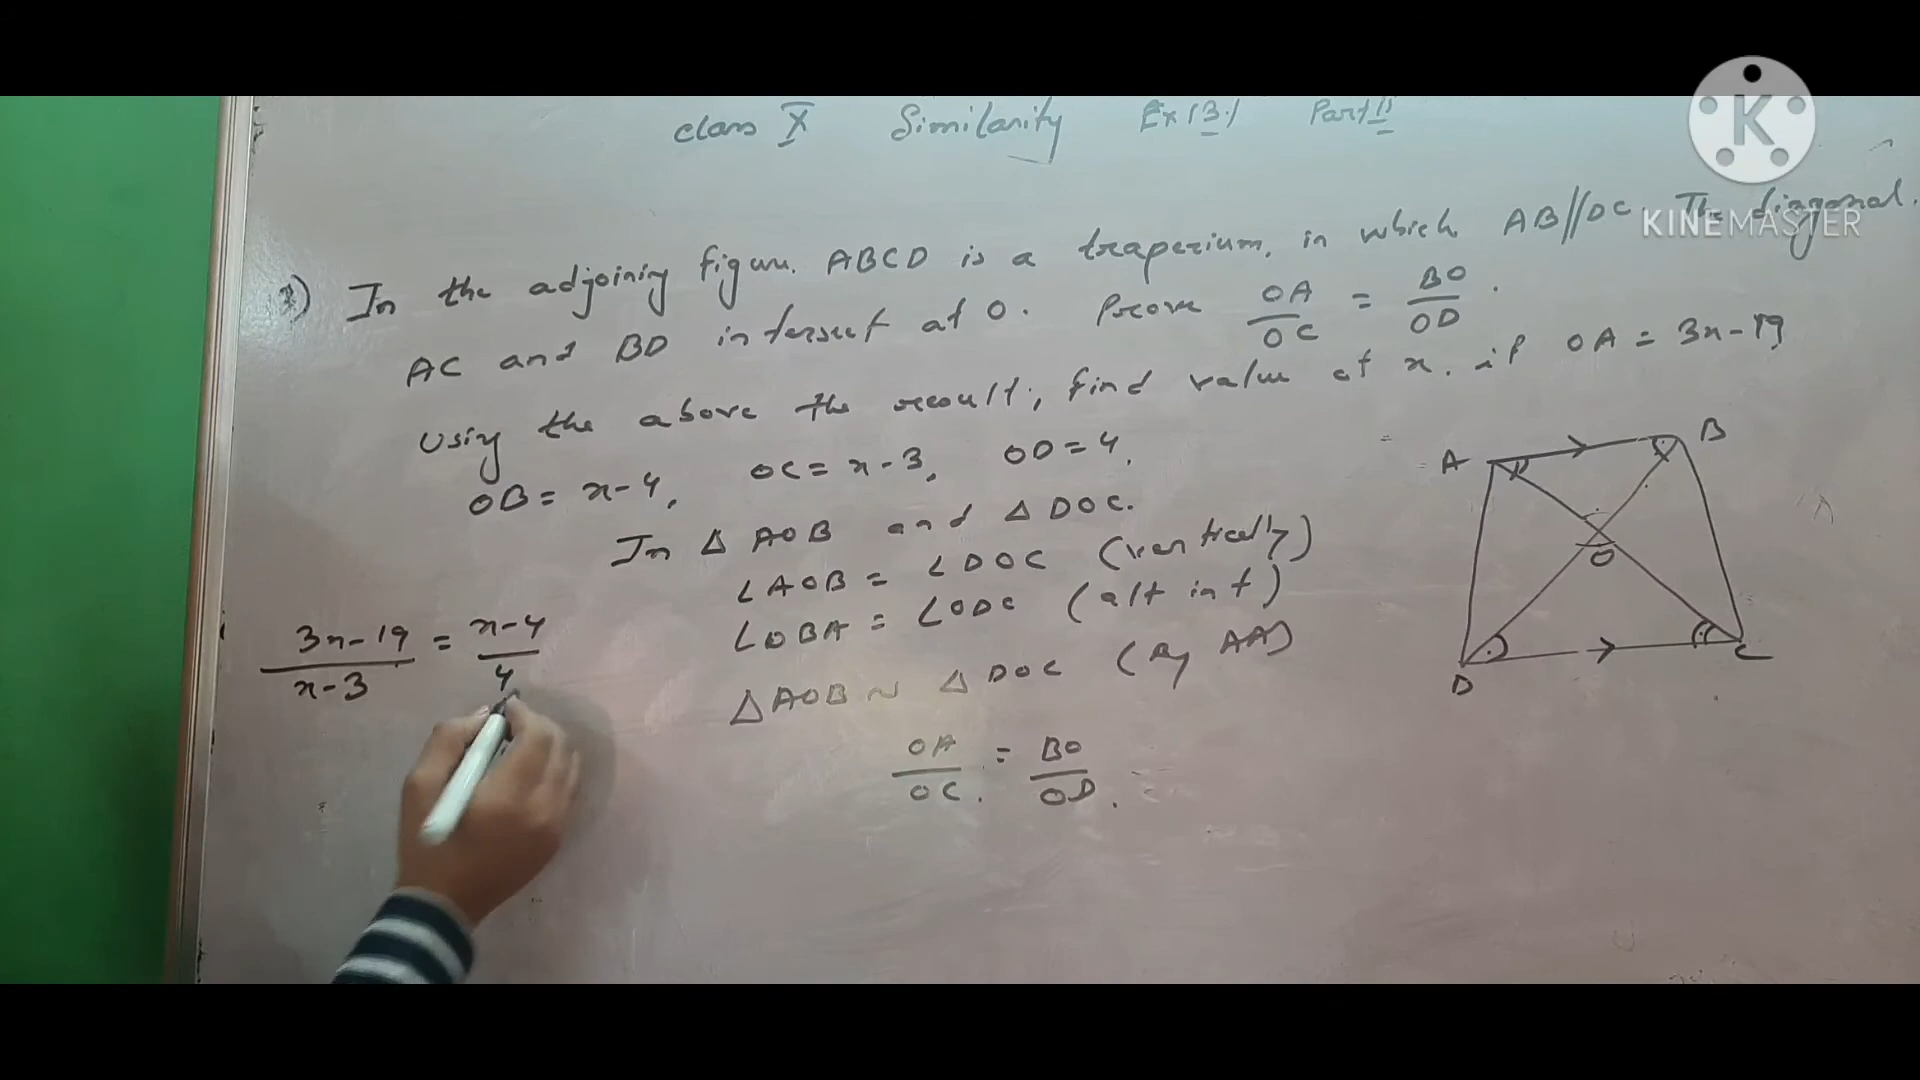 class X Similarity Ex 13.1 Part II
K
KINEMASTER
In the adjoining figure. ABCD is a trapezium, in which AB//DC. The diagonal.
AC and BD intersect at O. Prove OA/OC = BO/OD.
Using the above the result, find value of x. if OA = 3x-19
OB = x-4, OC = x-3, OD = 4.
In △ AOB and △ DOC.
∠AOB = ∠DOC (vertically)
∠OBA = ∠ODC (alt int)
△AOB ~ △DOC (By AA)
OA/OC. = BO/OD.
3x-19/x-3 = x-4/4
A
B
O
D
C